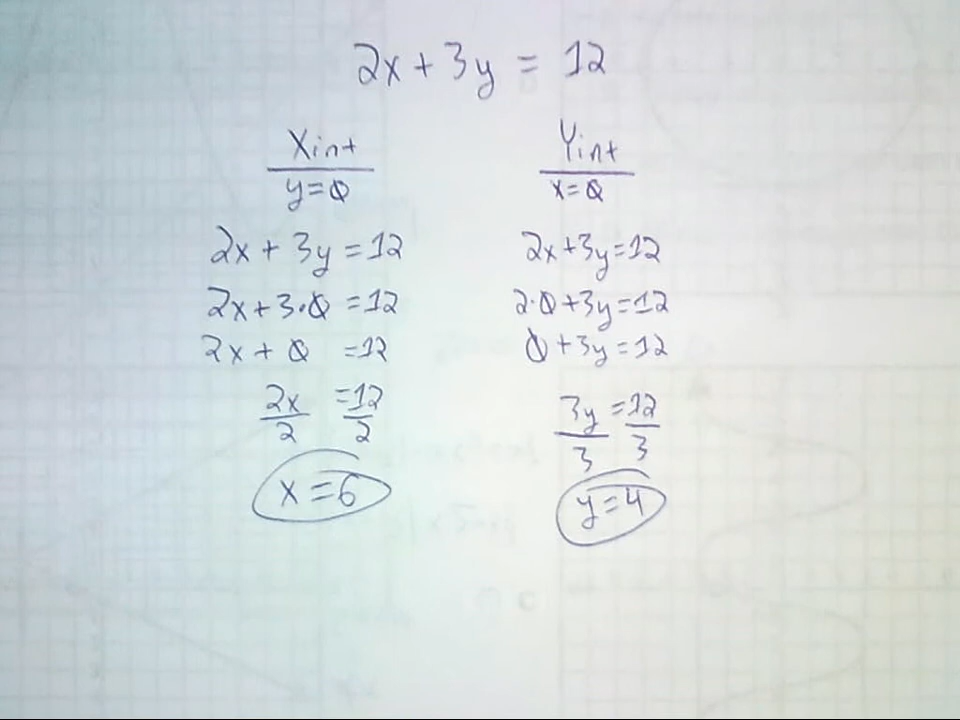 2x + 3y = 12
Xint
y=0
2x + 3y = 12
2x + 3·0 = 12
2x + 0 = 12
2x = 12
2 2
x = 6
Yint
x=0
2x + 3y = 12
2·0 + 3y = 12
0 + 3y = 12
3y = 12
3 3
y = 4